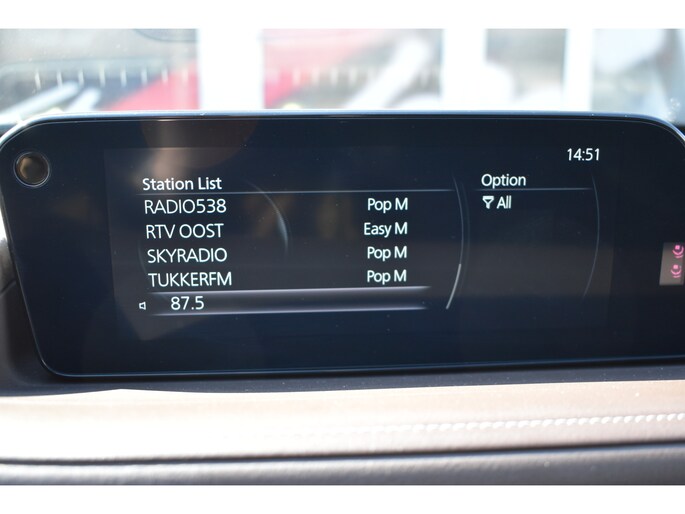 14:51
Station List
Option
RADIO538 Pop M
All
RTV OOST Easy M
SKYRADIO Pop M
TUKKERFM Pop M
87.5